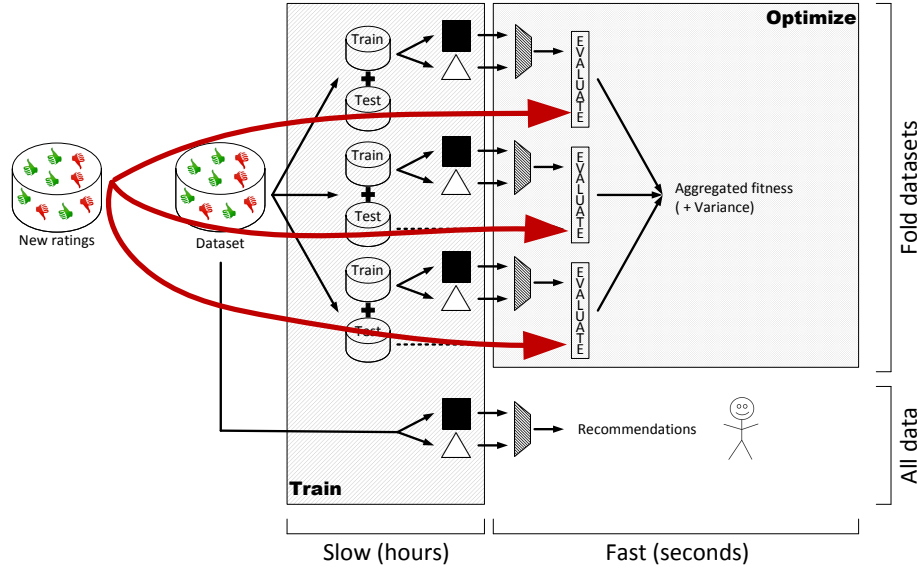 Optimize
Train
Test
EVALUATE
Train
Test
EVALUATE
Train
Test
EVALUATE
New ratings
Dataset
Aggregated fitness
( + Variance)
Fold datasets
Recommendations
All data
Train
Slow (hours)
Fast (seconds)